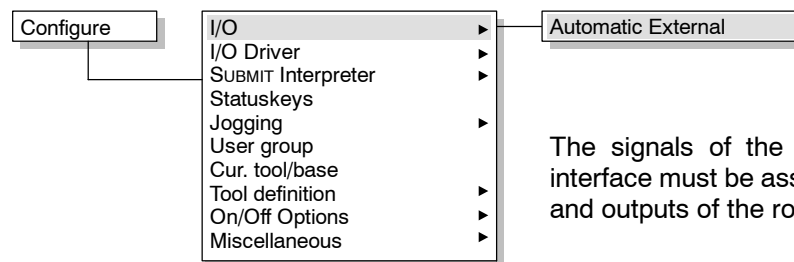 Configure
I/O
I/O Driver
SUBMIT Interpreter
Statuskeys
Jogging
User group
Cur. tool/base
Tool definition
On/Off Options
Miscellaneous
Automatic External
The signals of the
interface must be ass
and outputs of the ro